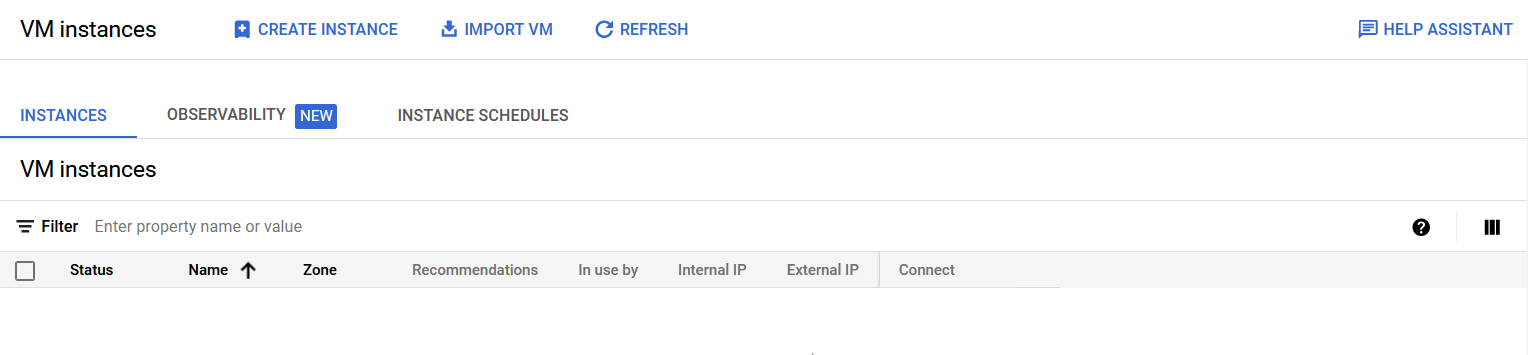 VM instances CREATE INSTANCE IMPORT VM REFRESH HELP ASSISTANT
INSTANCES OBSERVABILITY NEW INSTANCE SCHEDULES
VM instances
Filter Enter property name or value
Status Name Zone Recommendations In use by Internal IP External IP Connect